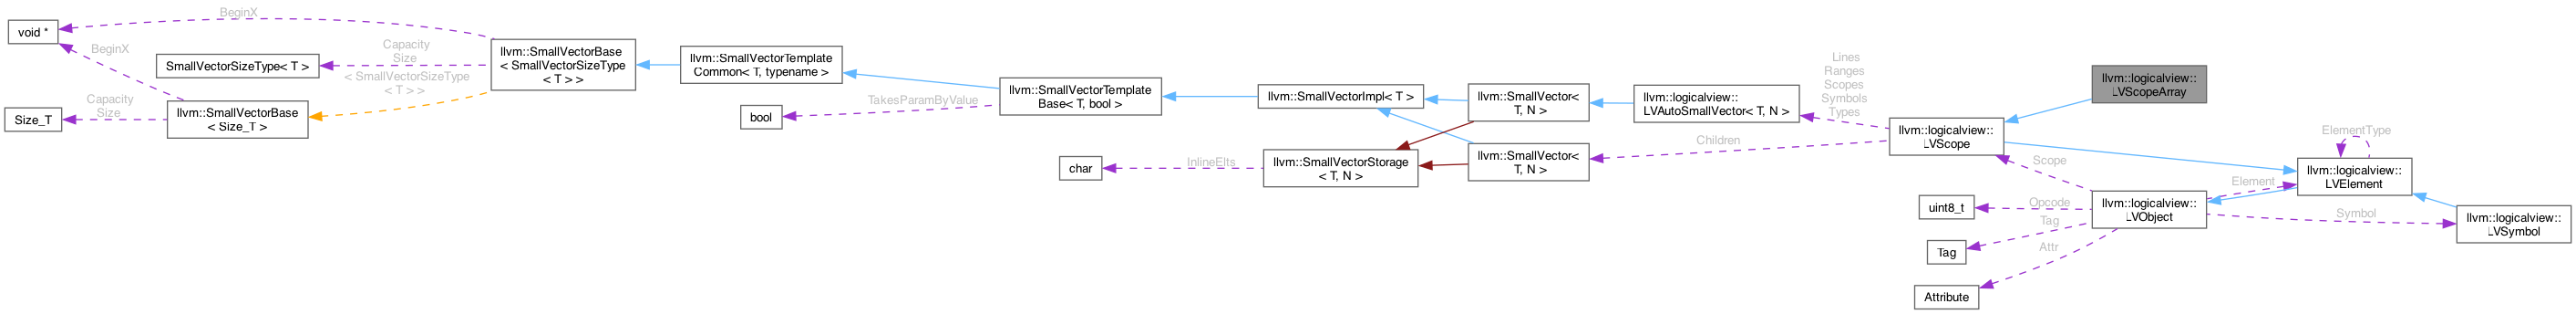 void *
BeginX
BeginX
SmallVectorSizeType< T >
Capacity
Size
< SmallVectorSizeType
< T > >
Size_T
Capacity
Size
llvm::SmallVectorBase
< Size_T >
llvm::SmallVectorBase
< SmallVectorSizeType
< T > >
llvm::SmallVectorTemplate
Common< T, typename >
bool
TakesParamByValue
llvm::SmallVectorTemplate
Base< T, bool >
char
InlineElts
llvm::SmallVectorImpl< T >
llvm::SmallVectorStorage
< T, N >
llvm::SmallVector<
T, N >
llvm::SmallVector<
T, N >
llvm::logicalview::
LVAutoSmallVector< T, N >
Children
Lines
Ranges
Scopes
Symbols
Types
llvm::logicalview::
LVScope
uint8_t
Tag
Attribute
Scope
Opcode
Tag
Attr
llvm::logicalview::
LVScopeArray
llvm::logicalview::
LVObject
Element
Symbol
ElementType
llvm::logicalview::
LVElement
llvm::logicalview::
LVSymbol